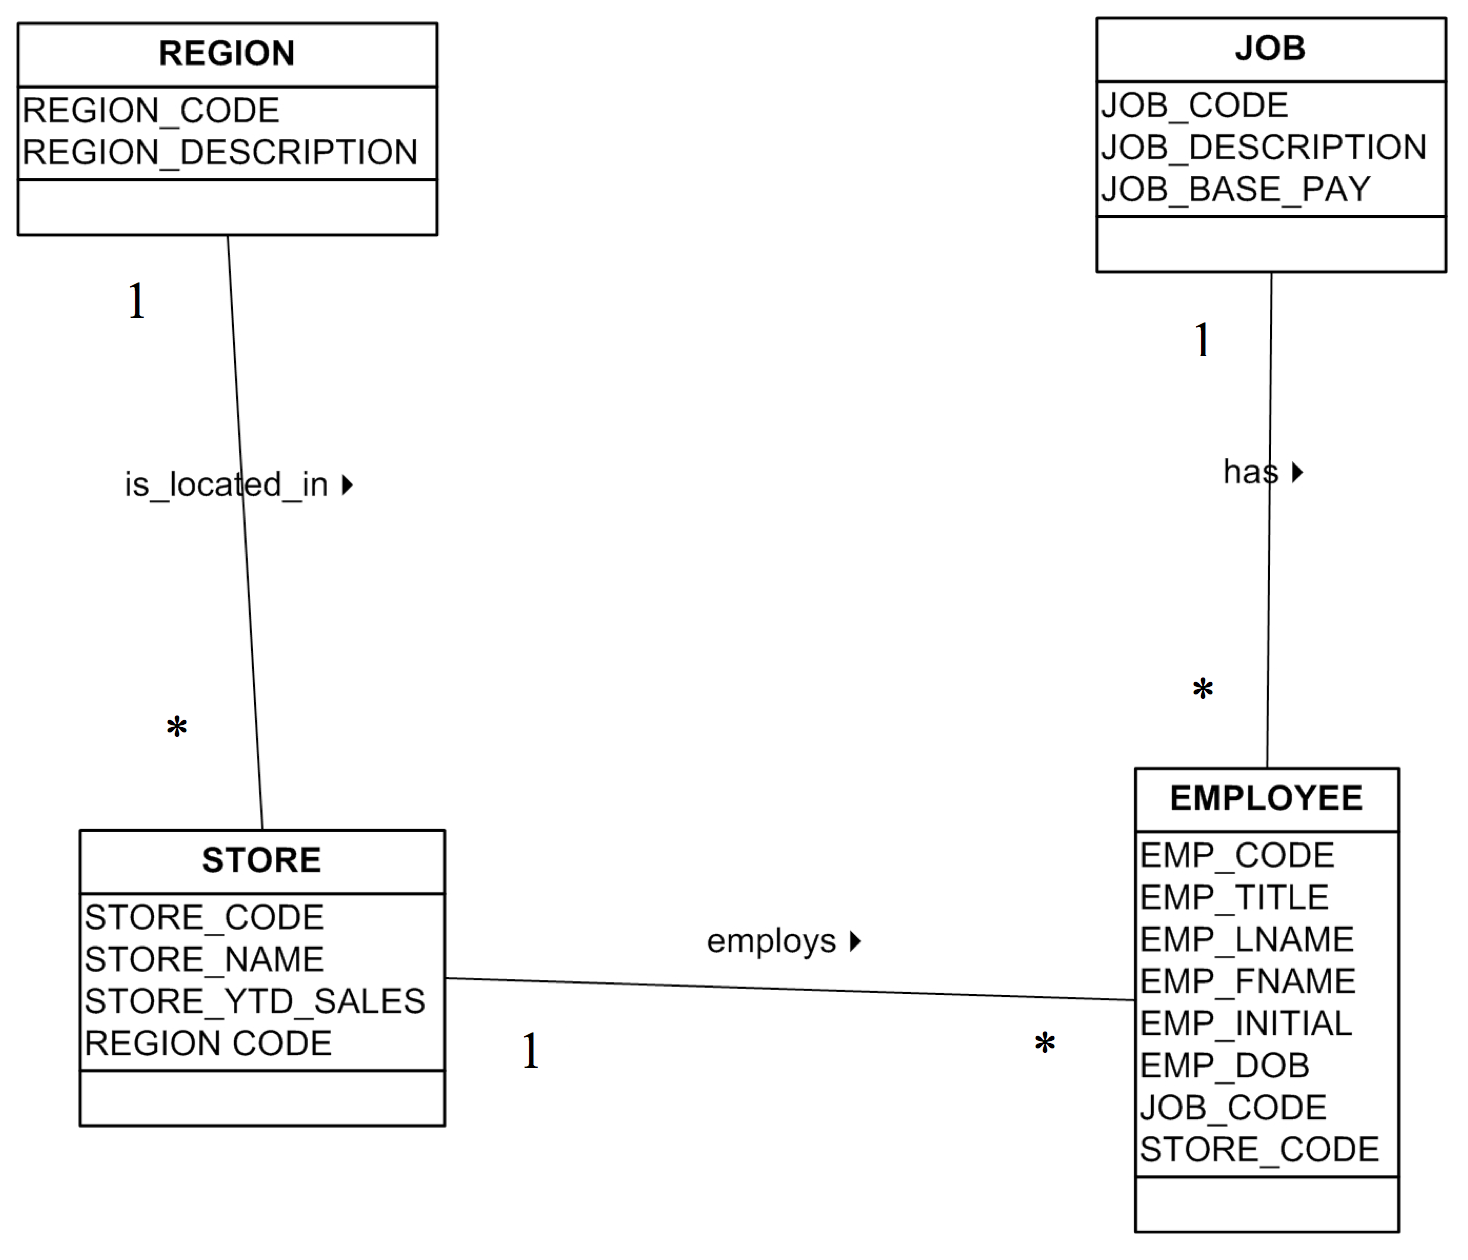 REGION
REGION_CODE
REGION_DESCRIPTION
JOB
JOB_CODE
JOB_DESCRIPTION
JOB_BASE_PAY
1
1
is_located_in
has
*
*
STORE
STORE_CODE
STORE_NAME
STORE_YTD_SALES
REGION CODE
employs
1
*
EMPLOYEE
EMP_CODE
EMP_TITLE
EMP_LNAME
EMP_FNAME
EMP_INITIAL
EMP_DOB
JOB_CODE
STORE_CODE